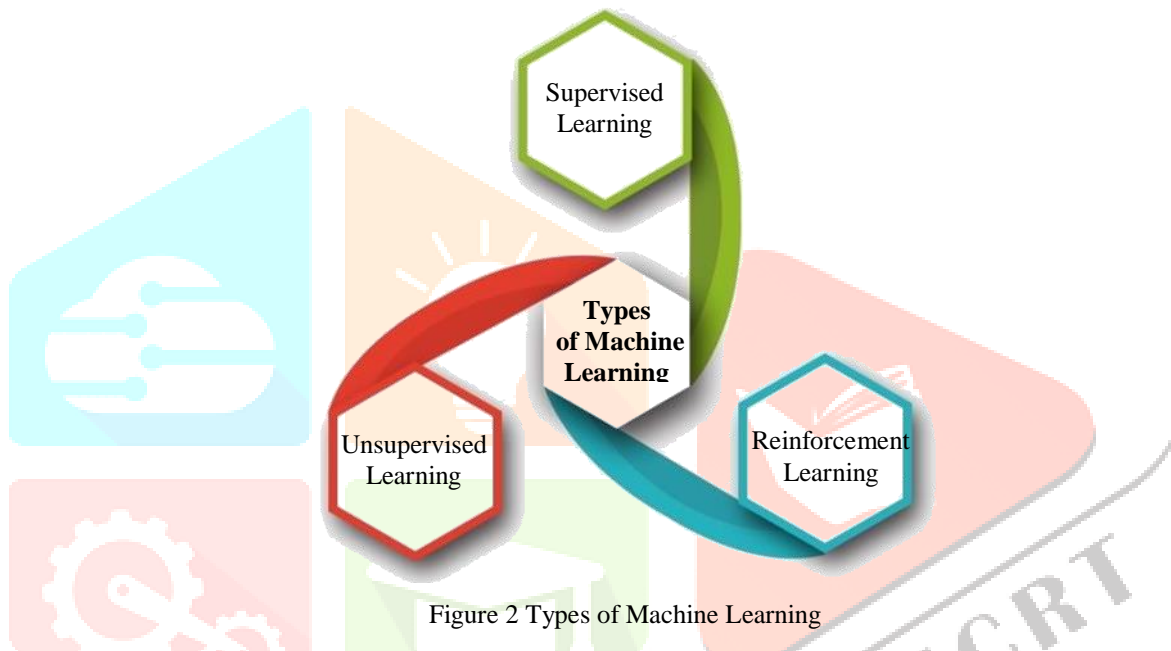 Supervised
Learning
Types
of Machine
Learning
Unsupervised
Learning
Reinforcement
Learning
Figure 2 Types of Machine Learning